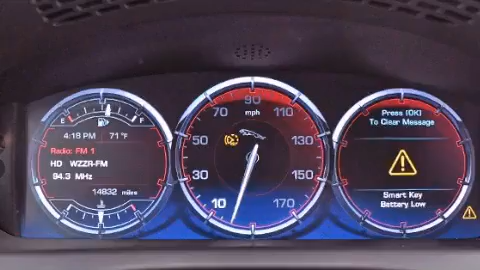 E F
4:18 PM 71°F
Radio: FM 1
HD WZZR-FM
94.3 MHz
14832 miles
90
70 mph 110
50 130
30 150
10 170
Press [OK]
To Clear Message
Smart Key
Battery Low